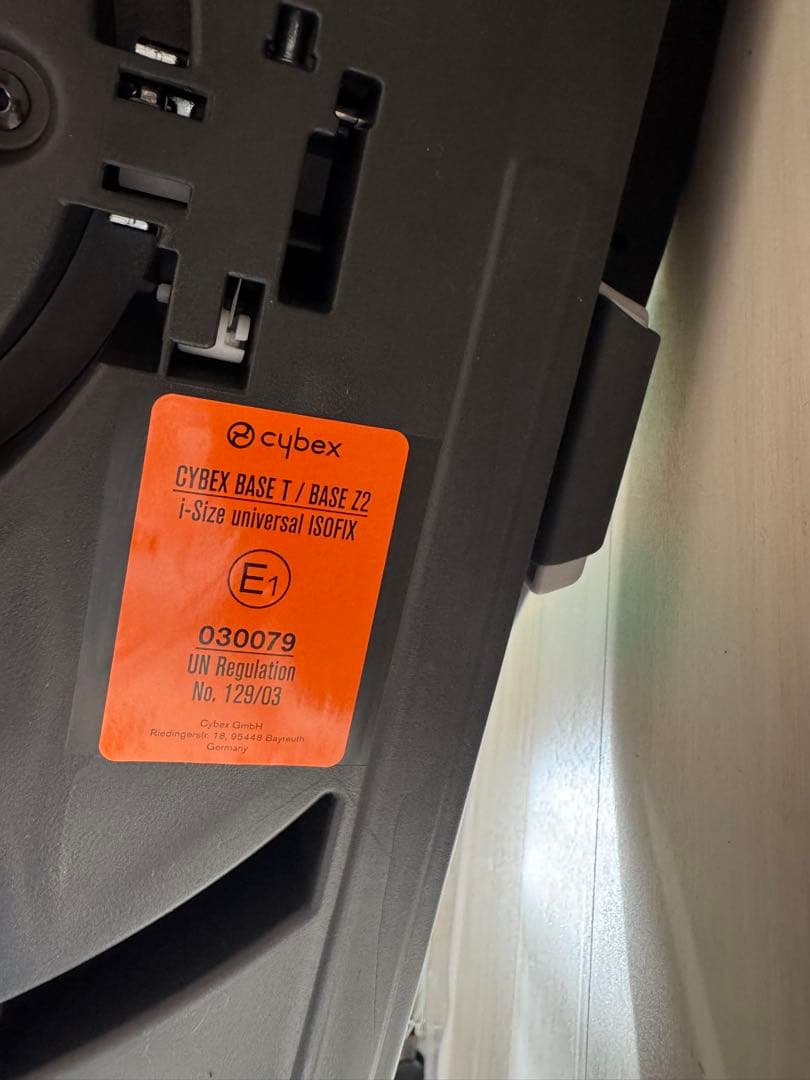 cybex
CYBEX BASE T / BASE Z2
i-Size universal ISOFIX
E1
030079
UN Regulation
No. 129/03
Cybex GmbH
Riedingerstr. 18, 95448 Bayreuth
Germany